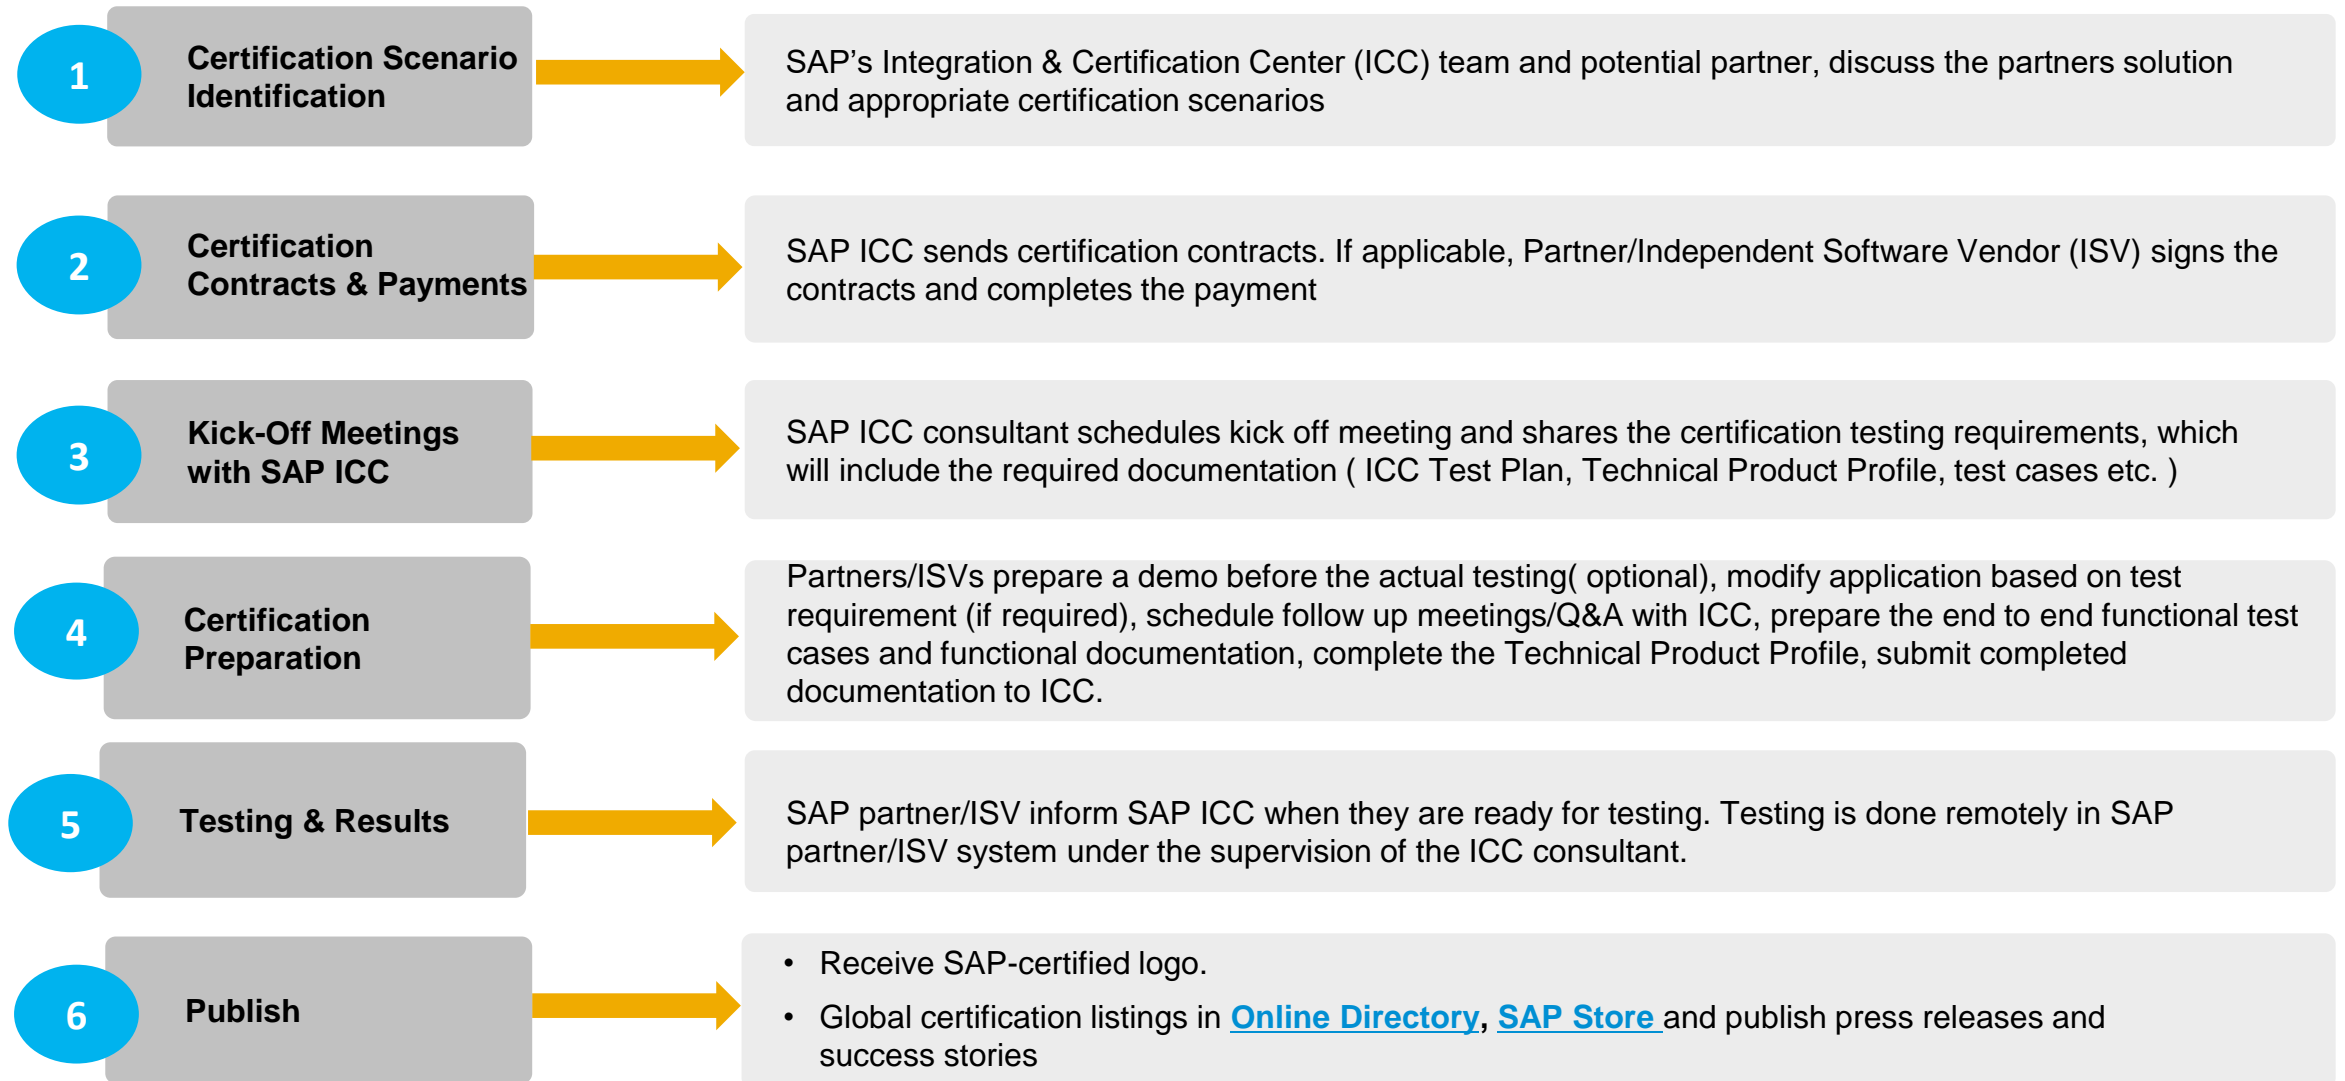 1
Certification Scenario
Identification
SAP’s Integration & Certification Center (ICC) team and potential partner, discuss the partners solution
and appropriate certification scenarios
2
Certification
Contracts & Payments
SAP ICC sends certification contracts. If applicable, Partner/Independent Software Vendor (ISV) signs the
contracts and completes the payment
3
Kick-Off Meetings
with SAP ICC
SAP ICC consultant schedules kick off meeting and shares the certification testing requirements, which
will include the required documentation ( ICC Test Plan, Technical Product Profile, test cases etc. )
4
Certification
Preparation
Partners/ISVs prepare a demo before the actual testing( optional), modify application based on test
requirement (if required), schedule follow up meetings/Q&A with ICC, prepare the end to end functional test
cases and functional documentation, complete the Technical Product Profile, submit completed
documentation to ICC.
5
Testing & Results
SAP partner/ISV inform SAP ICC when they are ready for testing. Testing is done remotely in SAP
partner/ISV system under the supervision of the ICC consultant.
6
Publish
• Receive SAP-certified logo.
• Global certification listings in Online Directory, SAP Store and publish press releases and
success stories